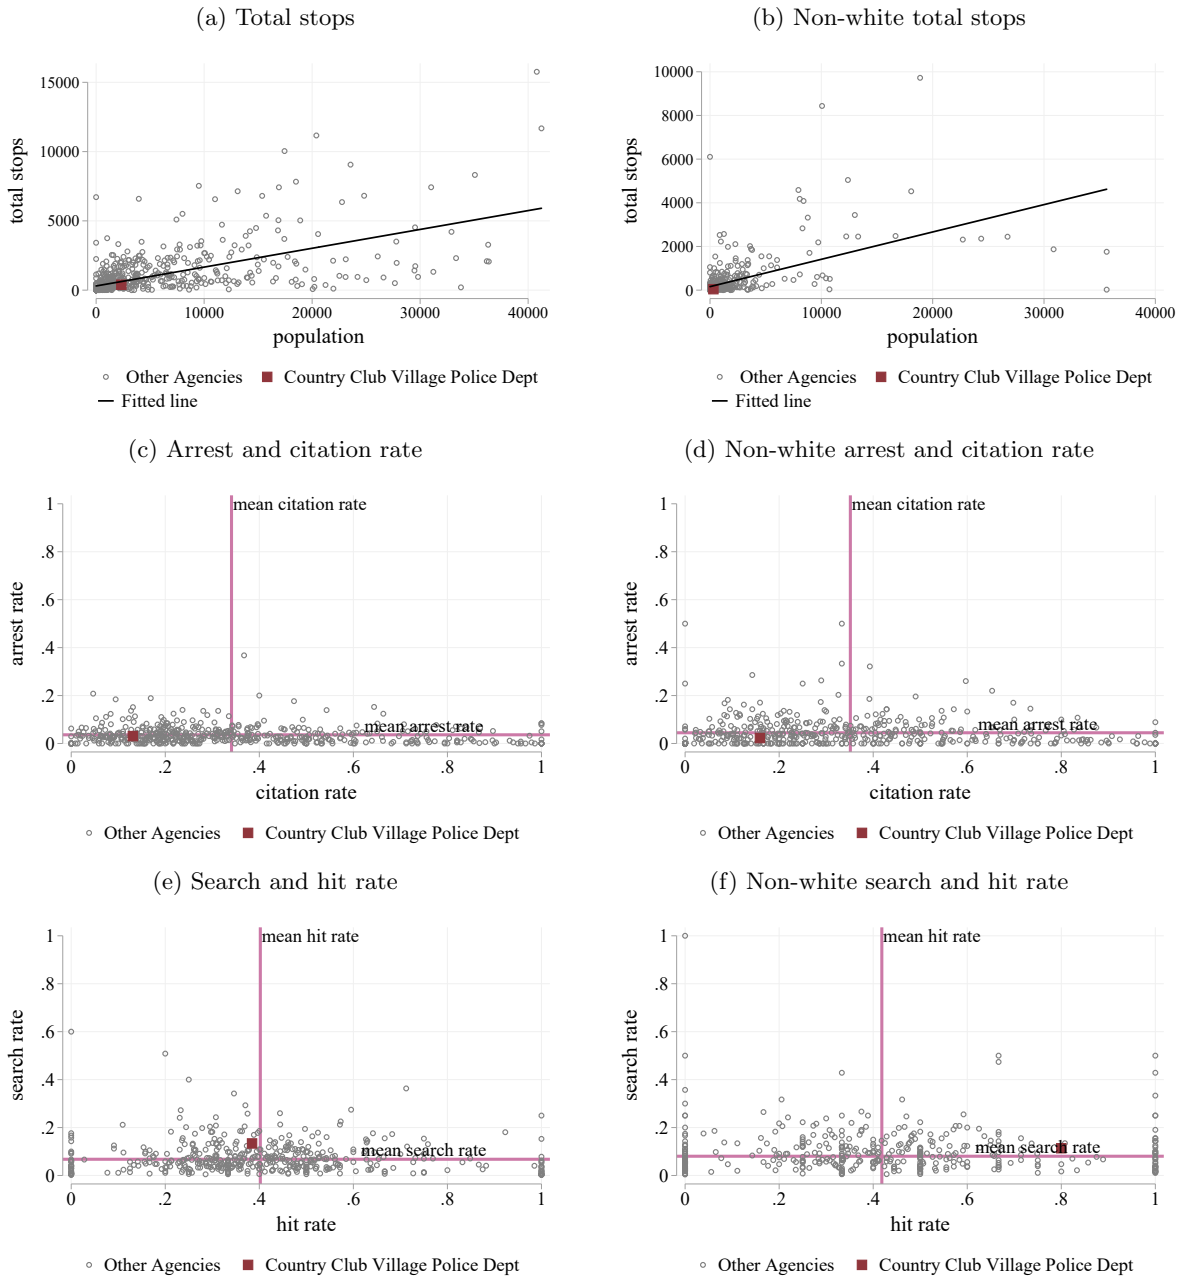 (a) Total stops
(b) Non-white total stops
15000
10000
5000
0
total stops
0 10000 20000 30000 40000
population
Other Agencies Country Club Village Police Dept
Fitted line
10000
8000
6000
4000
2000
0
total stops
0 10000 20000 30000 40000
population
Other Agencies Country Club Village Police Dept
Fitted line
(c) Arrest and citation rate
(d) Non-white arrest and citation rate
mean citation rate
1
.8
.6
.4
.2
0
arrest rate
mean arrest rate
0 .2 .4 .6 .8 1
citation rate
Other Agencies Country Club Village Police Dept
mean citation rate
1
.8
.6
.4
.2
0
arrest rate
mean arrest rate
0 .2 .4 .6 .8 1
citation rate
Other Agencies Country Club Village Police Dept
(e) Search and hit rate
(f) Non-white search and hit rate
mean hit rate
1
.8
.6
.4
.2
0
search rate
mean search rate
0 .2 .4 .6 .8 1
hit rate
Other Agencies Country Club Village Police Dept
mean hit rate
1
.8
.6
.4
.2
0
search rate
mean search rate
0 .2 .4 .6 .8 1
hit rate
Other Agencies Country Club Village Police Dept